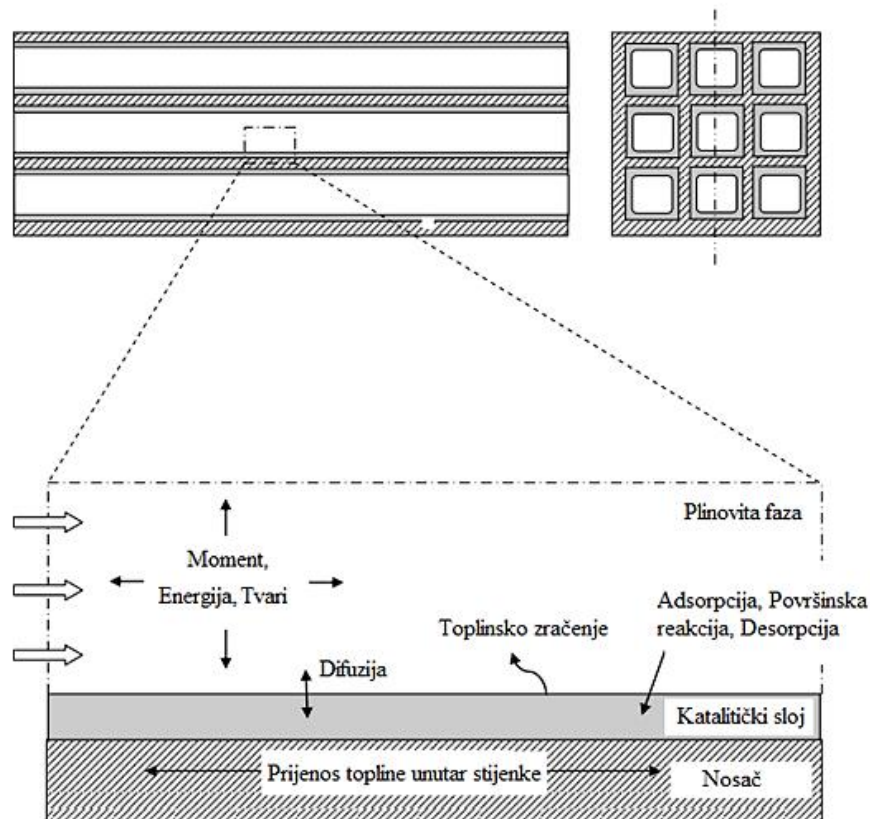 Plinovita faza
Moment,
Energija, Tvari
Adsorpcija, Površinska
reakcija, Desorpcija
Toplinsko zračenje
Difuzija
Katalitički sloj
Prijenos topline unutar stijenke
Nosač